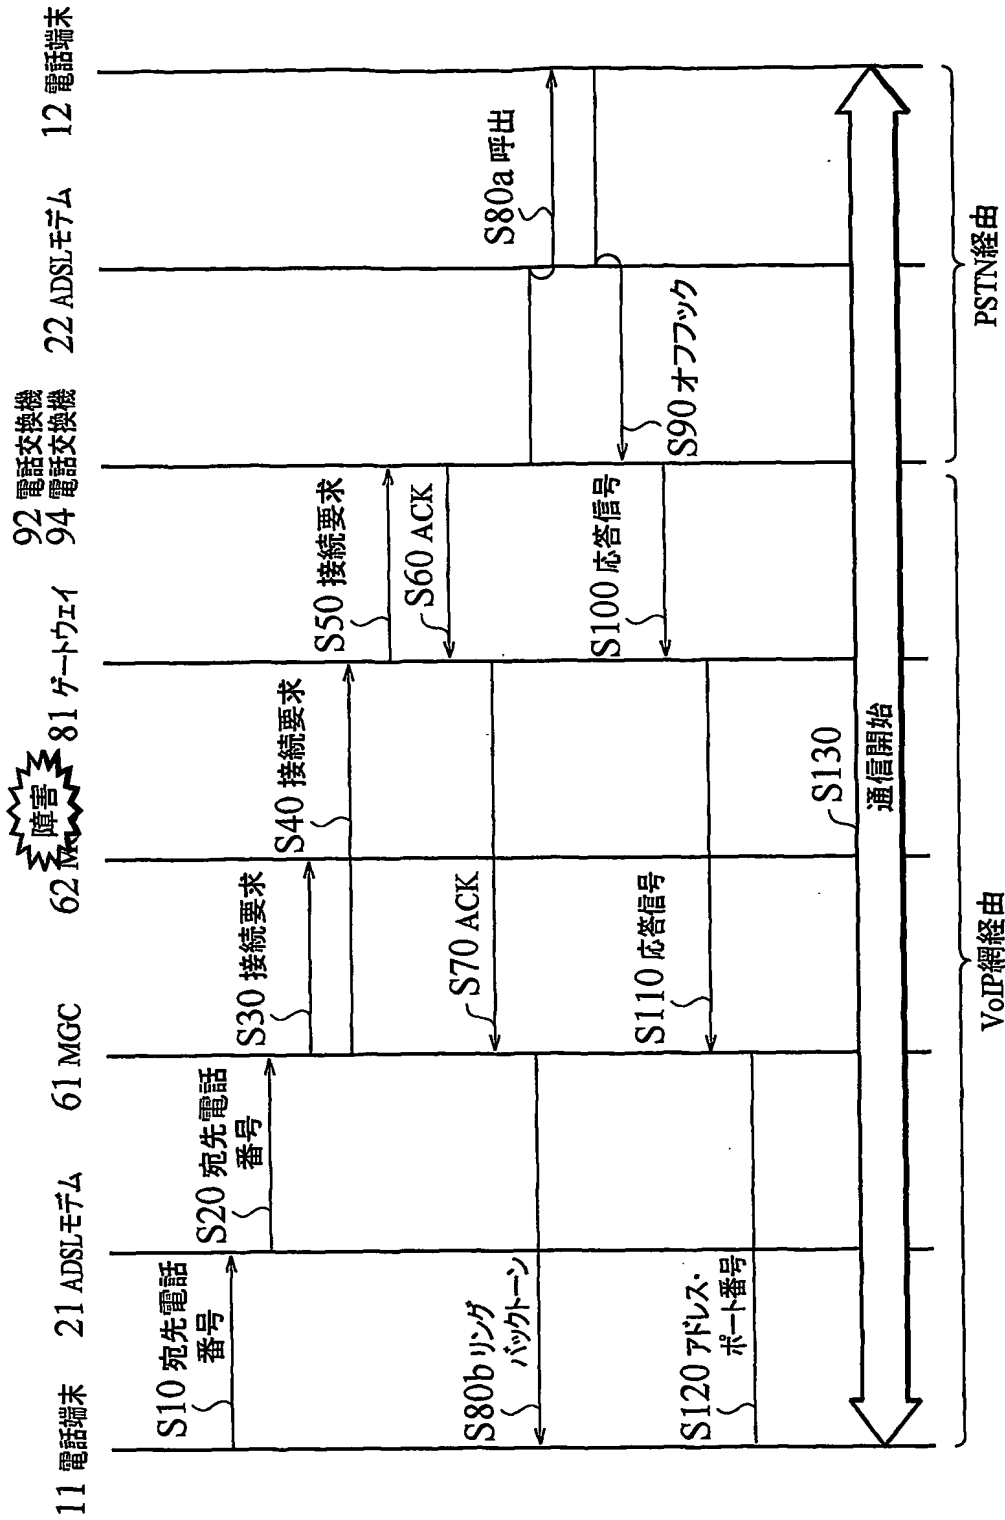 11 電話端末
21 ADSLモデム
61 MGC
62 M
障害
81 ゲートウェイ
92 電話交換機
94 電話交換機
22 ADSLモデム
12 電話端末
S10 宛先電話
番号
S20 宛先電話
番号
S30 接続要求
S40 接続要求
S50 接続要求
S60 ACK
S70 ACK
S80a 呼出
S80b リング
バックトーン
S90 オフフック
S100 応答信号
S110 応答信号
S120 アドレス・
ポート番号
S130
通信開始
VoIP網経由
PSTN経由